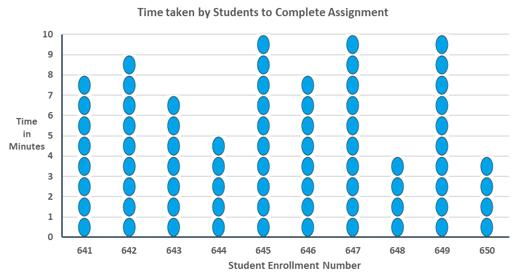 Time taken by Students to Complete Assignment
10
9
8
7
6
5
4
3
2
1
0
Time
in
Minutes
641 642 643 644 645 646 647 648 649 650
Student Enrollment Number